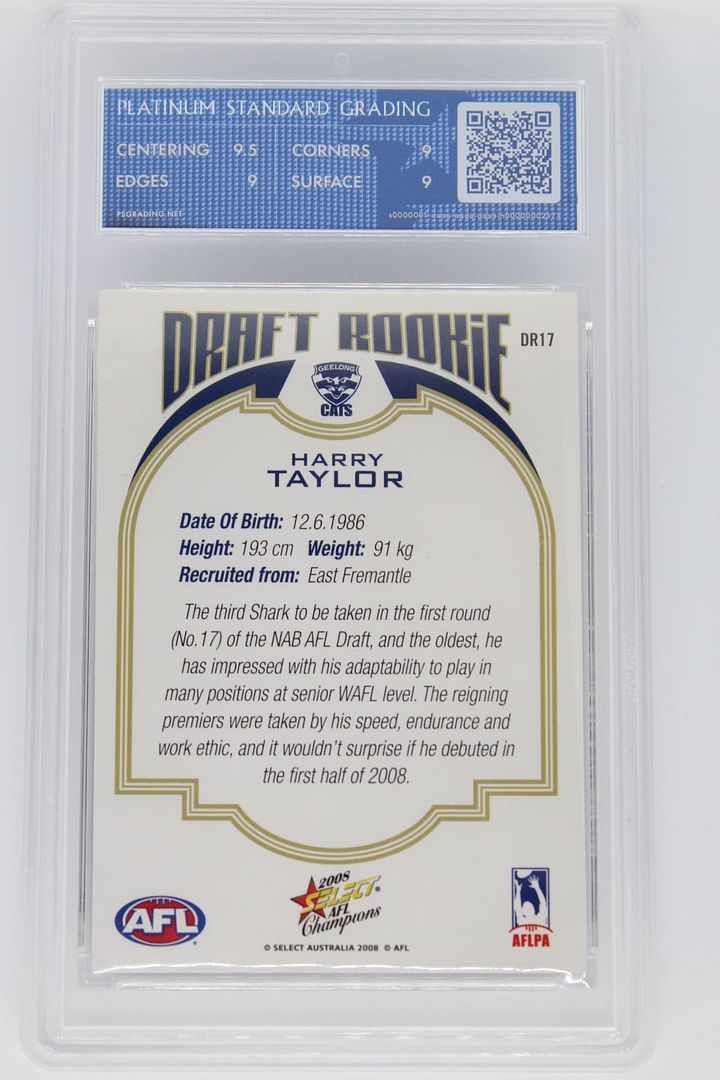 PLATINUM STANDARD GRADING
CENTERING 9.5 CORNERS 9
EDGES 9 SURFACE 9
PSGRADING.NET
DRAFT ROOKIE
DR17
GEELONG
CATS
HARRY
TAYLOR
Date Of Birth: 12.6.1986
Height: 193 cm Weight: 91 kg
Recruited from: East Fremantle
The third Shark to be taken in the first round
(No.17) of the NAB AFL Draft, and the oldest, he
has impressed with his adaptability to play in
many positions at senior WAFL level. The reigning
premiers were taken by his speed, endurance and
work ethic, and it wouldn't surprise if he debuted in
the first half of 2008.
AFL
2008
SELECT
AFL
Champions
© SELECT AUSTRALIA 2008 © AFL
AFLPA